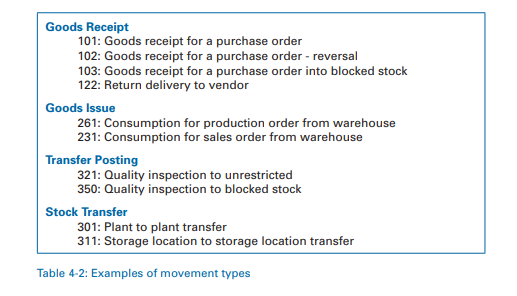 Goods Receipt
101: Goods receipt for a purchase order
102: Goods receipt for a purchase order - reversal
103: Goods receipt for a purchase order into blocked stock
122: Return delivery to vendor
Goods Issue
261: Consumption for production order from warehouse
231: Consumption for sales order from warehouse
Transfer Posting
321: Quality inspection to unrestricted
350: Quality inspection to blocked stock
Stock Transfer
301: Plant to plant transfer
311: Storage location to storage location transfer
Table 4-2: Examples of movement types